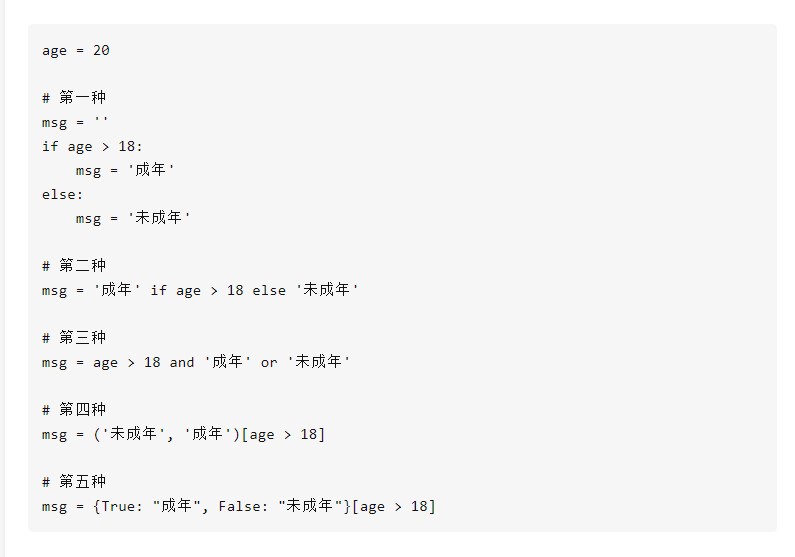 age = 20
# 第一种
msg = ''
if age > 18:
    msg = '成年'
else:
    msg = '未成年'
# 第二种
msg = '成年' if age > 18 else '未成年'
# 第三种
msg = age > 18 and '成年' or '未成年'
# 第四种
msg = ('未成年', '成年')[age > 18]
# 第五种
msg = {True: "成年", False: "未成年"}[age > 18]